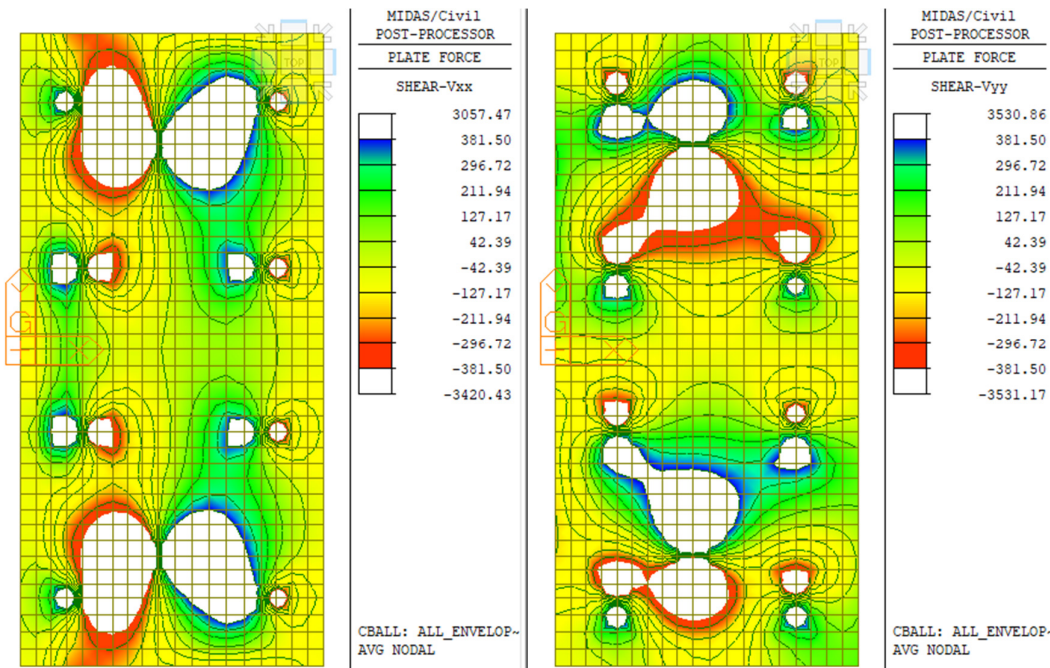 MIDAS/Civil
POST-PROCESSOR
PLATE FORCE
SHEAR-Vxx
3057.47
381.50
296.72
211.94
127.17
42.39
-42.39
-127.17
-211.94
-296.72
-381.50
-3420.43
CBALL: ALL_ENVELOP~
AVG NODAL
TOP
MIDAS/Civil
POST-PROCESSOR
PLATE FORCE
SHEAR-Vyy
3530.86
381.50
296.72
211.94
127.17
42.39
-42.39
-127.17
-211.94
-296.72
-381.50
-3531.17
CBALL: ALL_ENVELOP~
AVG NODAL
TOP